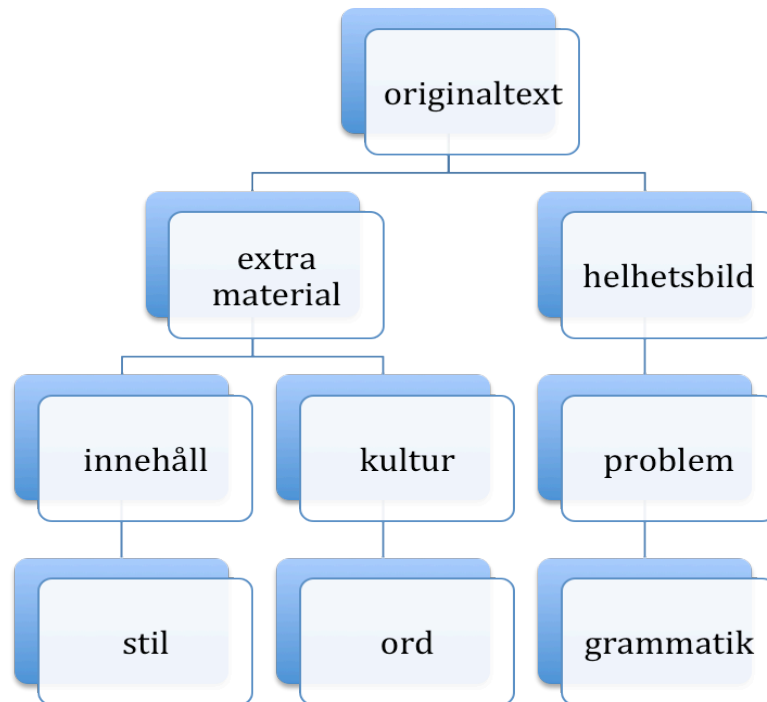 originaltext
extra
material
helhetsbild
innehåll
kultur
problem
stil
ord
grammatik